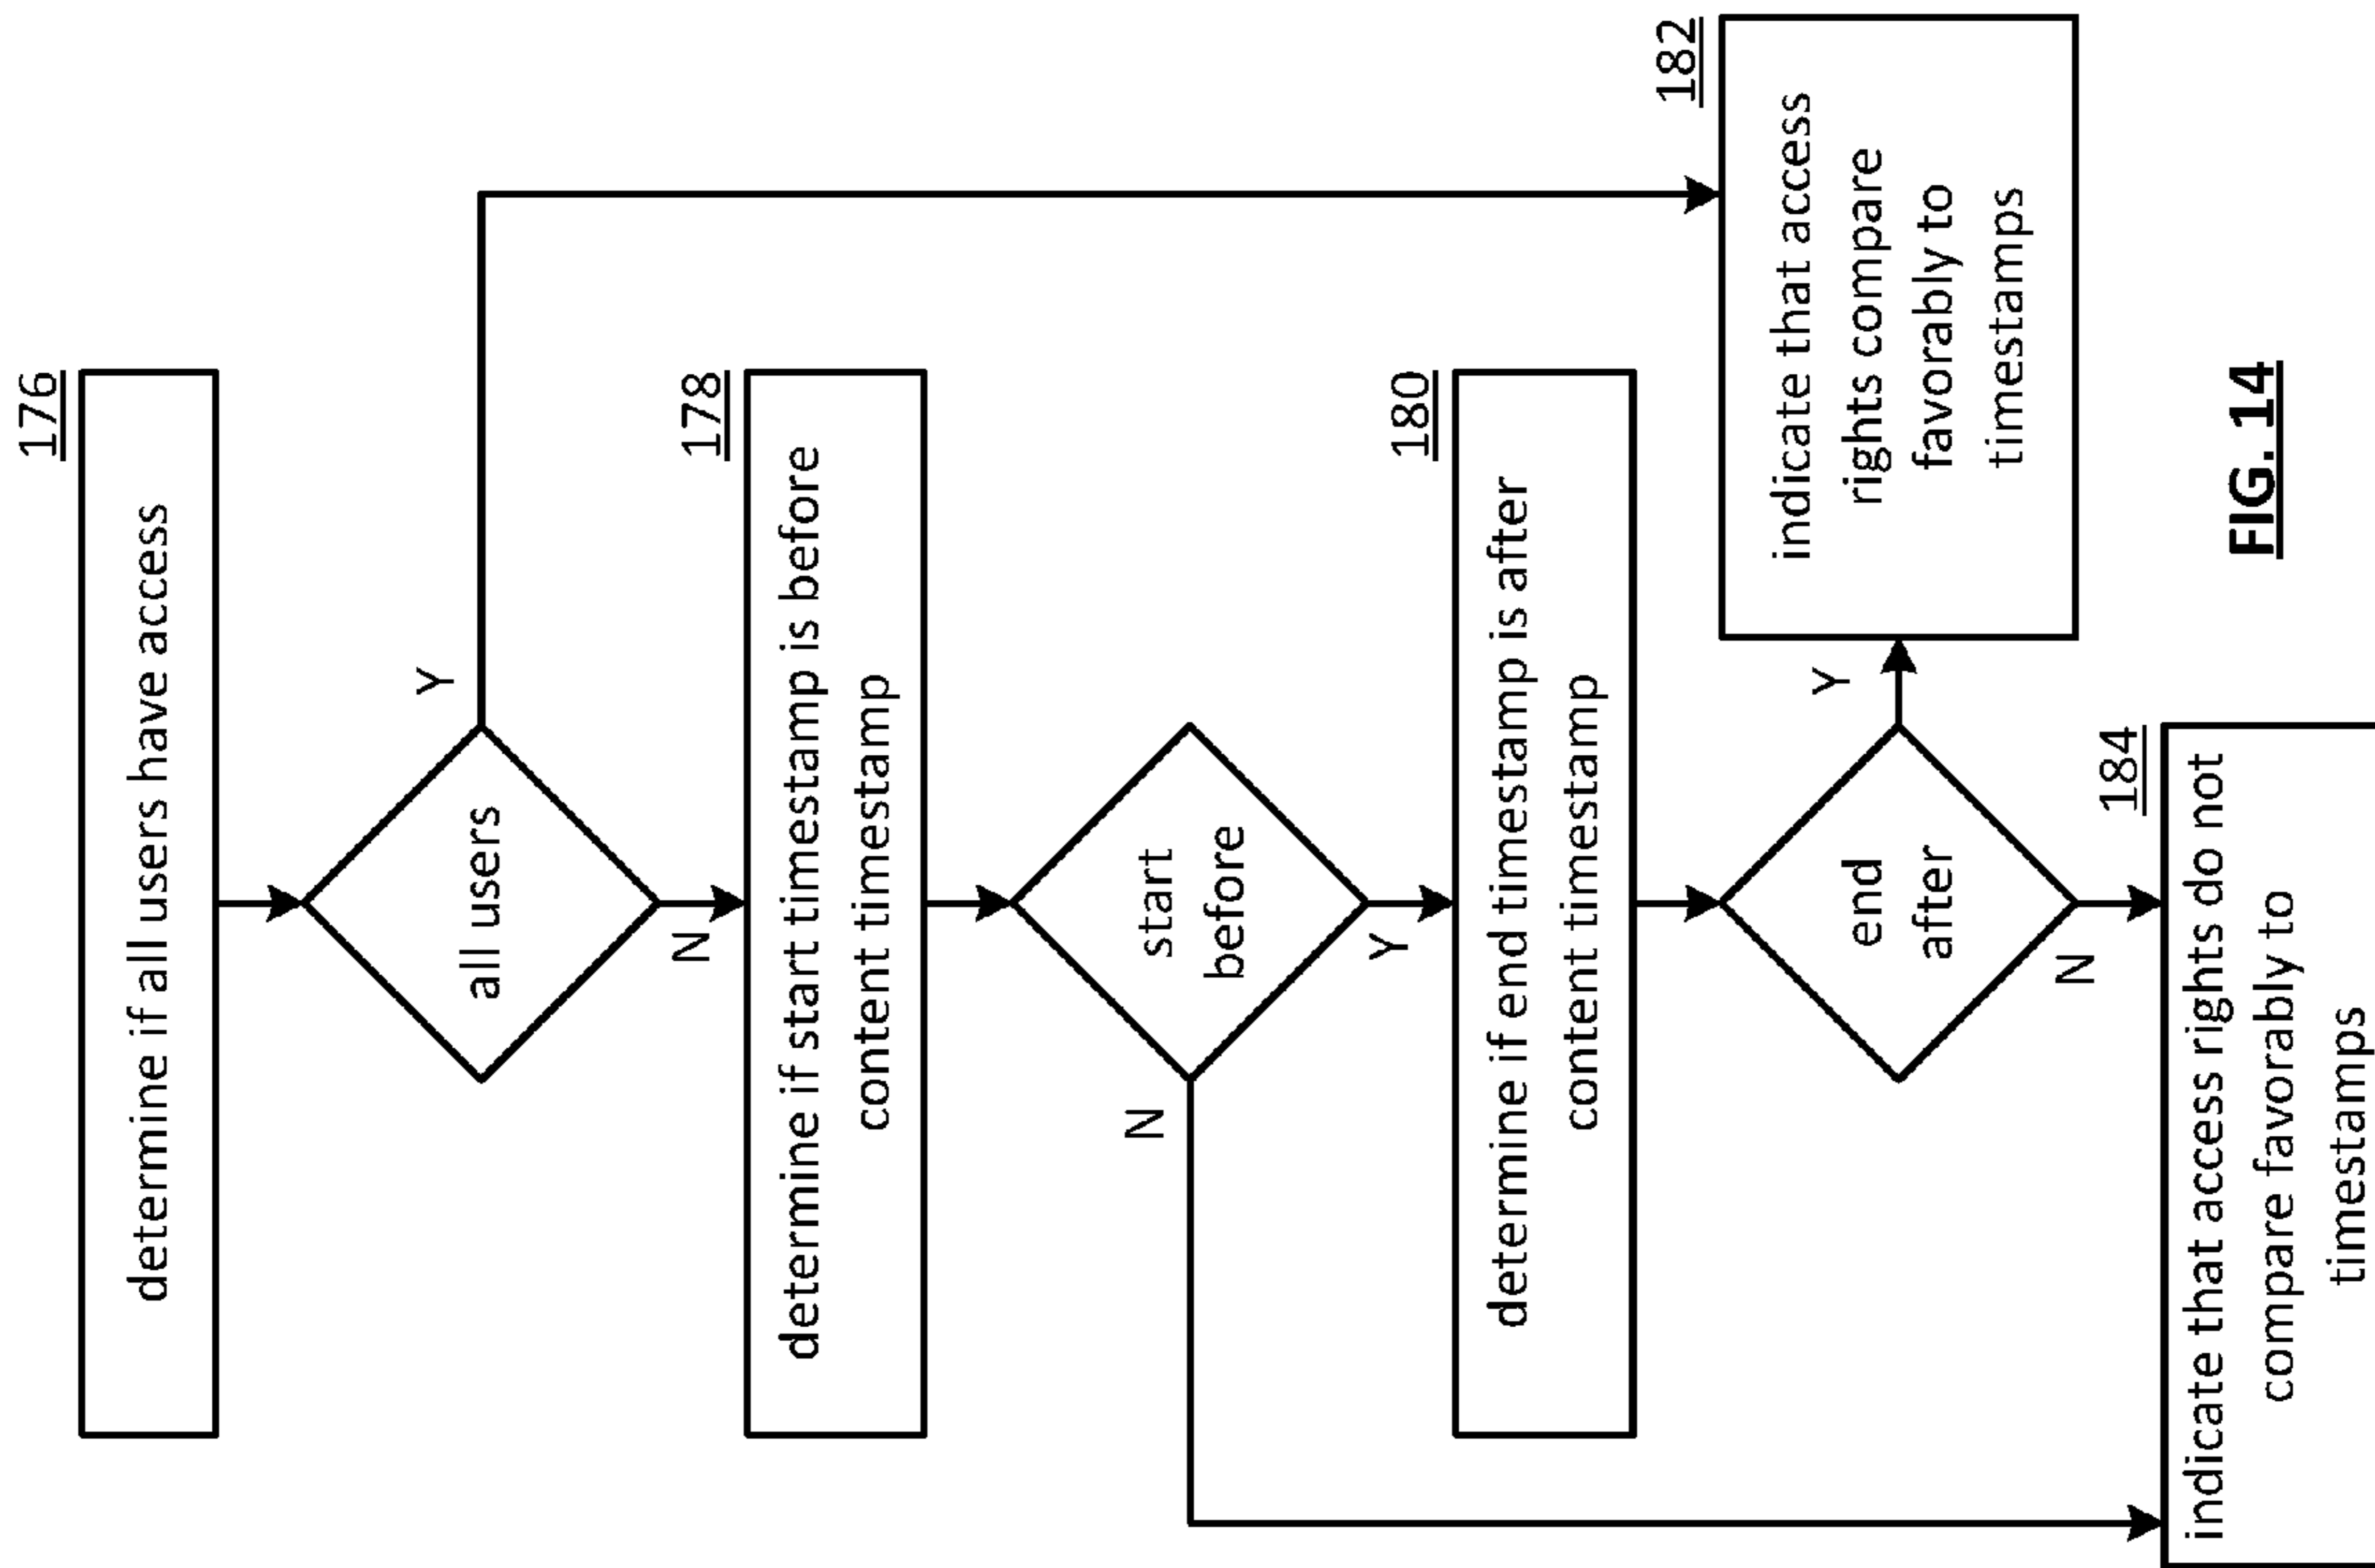 176
determine if all users have access
all users
Y
N
178
determine if start timestamp is before
content timestamp
start
before
N
Y
180
determine if end timestamp is after
content timestamp
end
after
Y
N
182
indicate that access
rights compare
favorably to
timestamps
184
indicate that access rights do not
compare favorably to
timestamps
FIG. 14